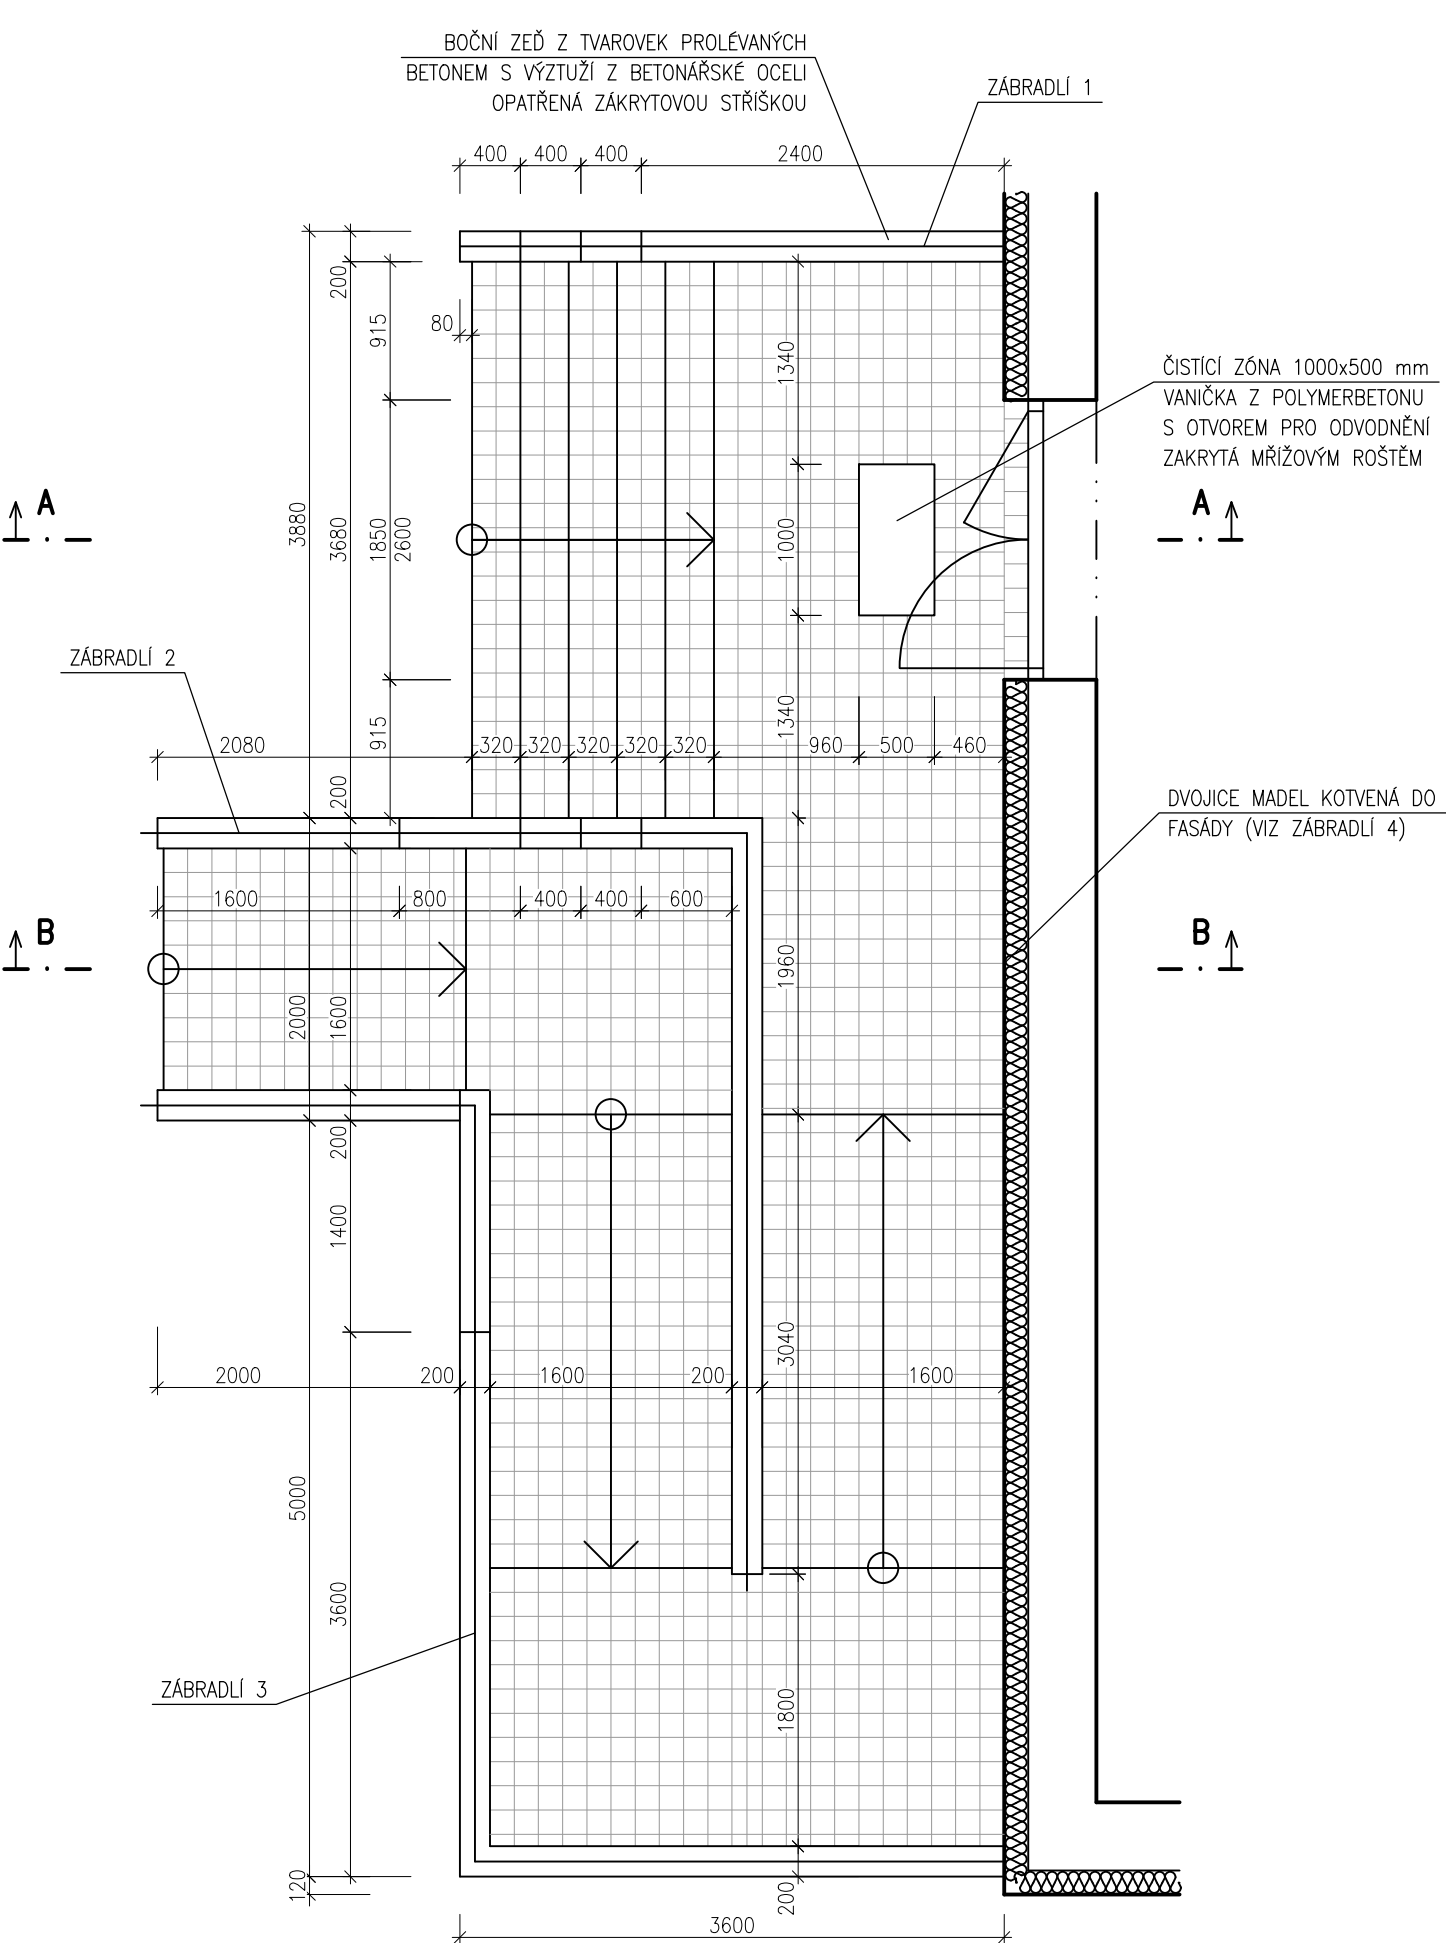 BOČNÍ ZEĎ Z TVAROVEK PROLÉVANÝCH
BETONEM S VÝZTUŽÍ Z BETONÁŘSKÉ OCELI
OPATŘENÁ ZÁKRYTOVOU STŘÍŠKOU
ZÁBRADLÍ 1
400 400 400 2400
200
915
80
1340
ČISTÍCÍ ZÓNA 1000x500 mm
VANIČKA Z POLYMERBETONU
S OTVOREM PRO ODVODNĚNÍ
ZAKRYTÁ MŘÍŽOVÝM ROŠTĚM
A
A
3880
3680
1850
2600
1000
ZÁBRADLÍ 2
915
1340
2080 320 320 320 320 320 960 500 460
200
DVOJICE MADEL KOTVENÁ DO
FASÁDY (VIZ ZÁBRADLÍ 4)
1600 800 400 400 600
B
B
1960
2000
1600
200
1400
3040
2000 200 1600 200 1600
5000
3600
ZÁBRADLÍ 3
1800
120
200
3600